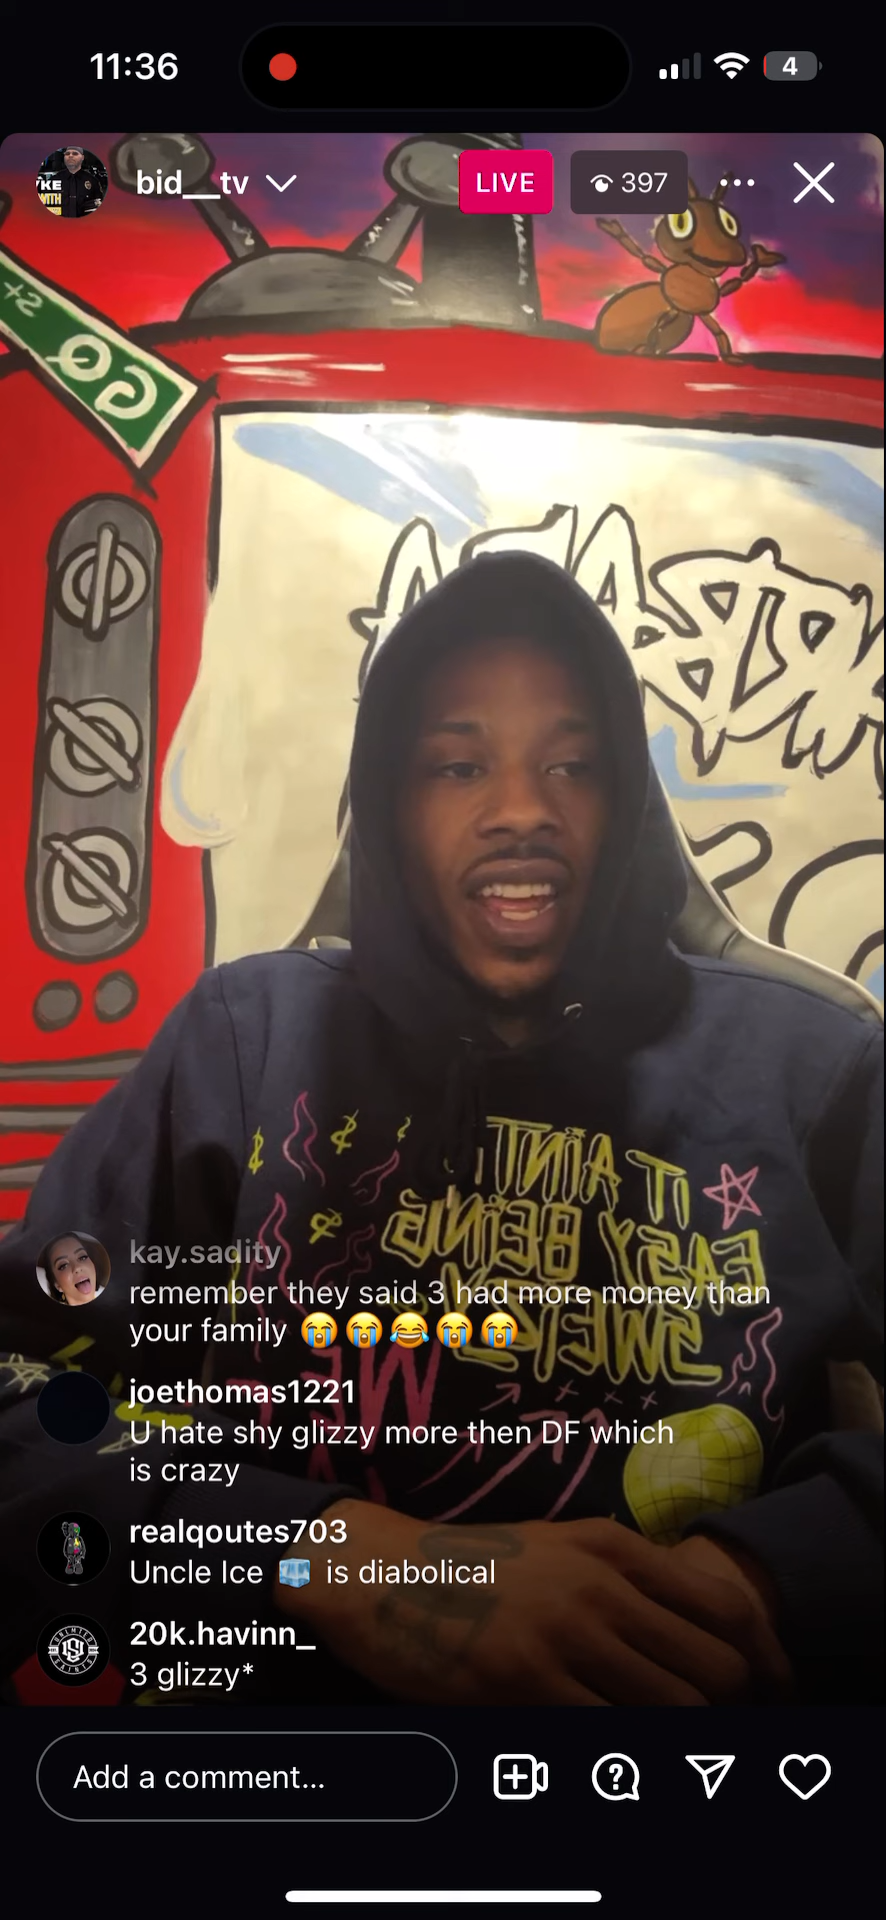 11:36
4
bid__tv
LIVE
397
IT AINT
EASY BEING
kay.sadity
remember they said 3 had more money than
your family 😭😭😂😭😭
joethomas1221
U hate shy glizzy more then DF which
is crazy
realqoutes703
Uncle Ice 🧊 is diabolical
20k.havinn_
3 glizzy*
Add a comment...